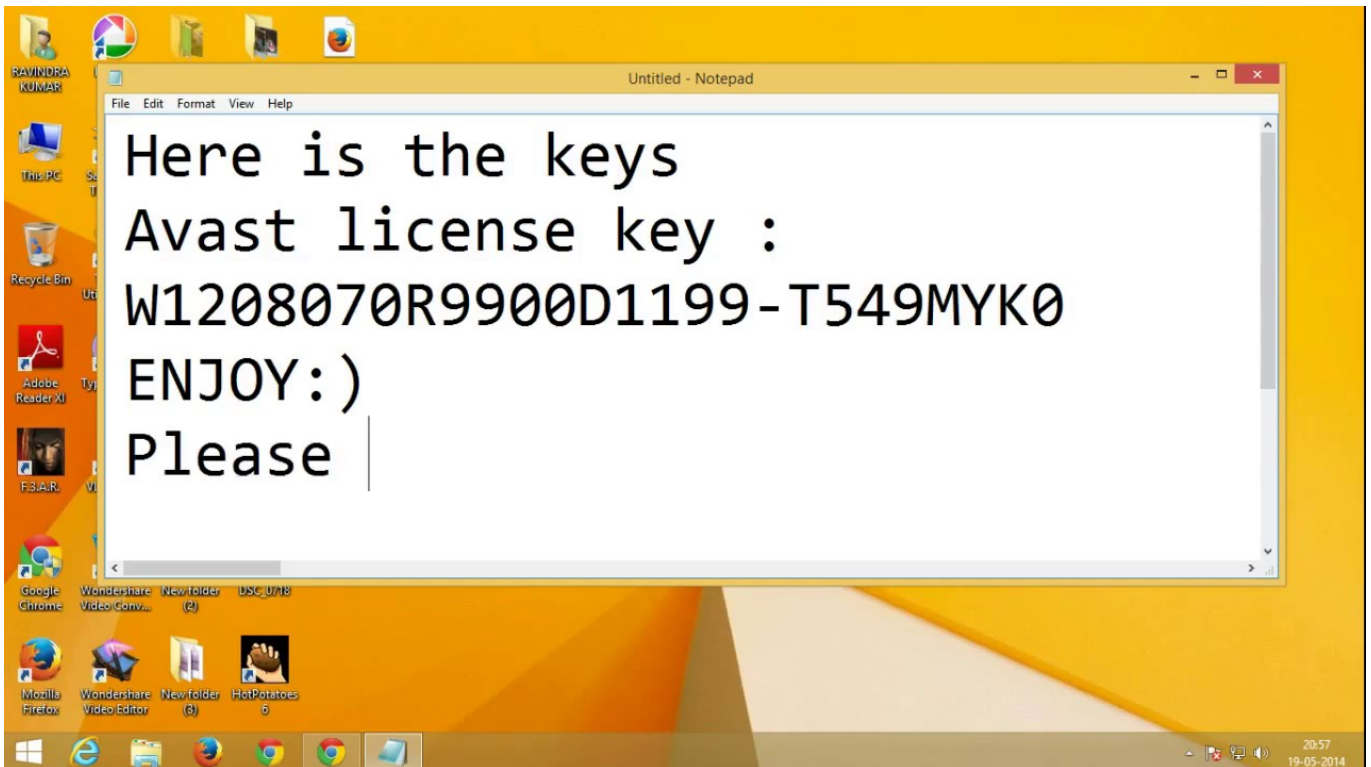 RAVINDRA
KUMAR
Untitled - Notepad
File Edit Format View Help
Here is the keys
Avast license key :
W1208070R9900D1199-T549MYK0
ENJOY:)
Please
This PC
Recycle Bin
Adobe
Reader XI
F.3.A.R.
Google
Chrome
Wondershare
Video Conv...
New folder
(2)
DSC_0718
Mozilla
Firefox
Wondershare
Video Editor
New folder
(3)
HotPotatoes
6
20:57
19-05-2014